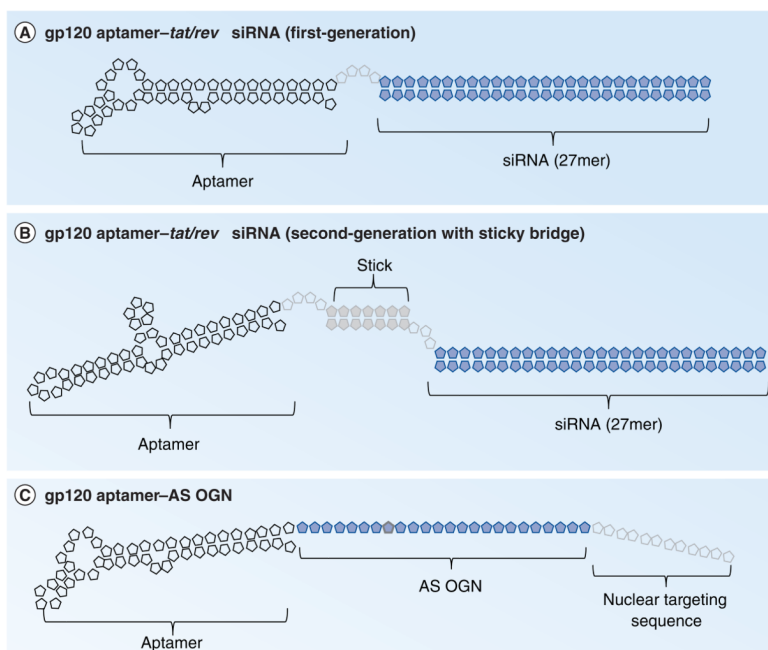 A gp120 aptamer–tat/rev siRNA (first-generation)
Aptamer
siRNA (27mer)
B gp120 aptamer–tat/rev siRNA (second-generation with sticky bridge)
Stick
Aptamer
siRNA (27mer)
C gp120 aptamer–AS OGN
AS OGN
Nuclear targeting
sequence
Aptamer